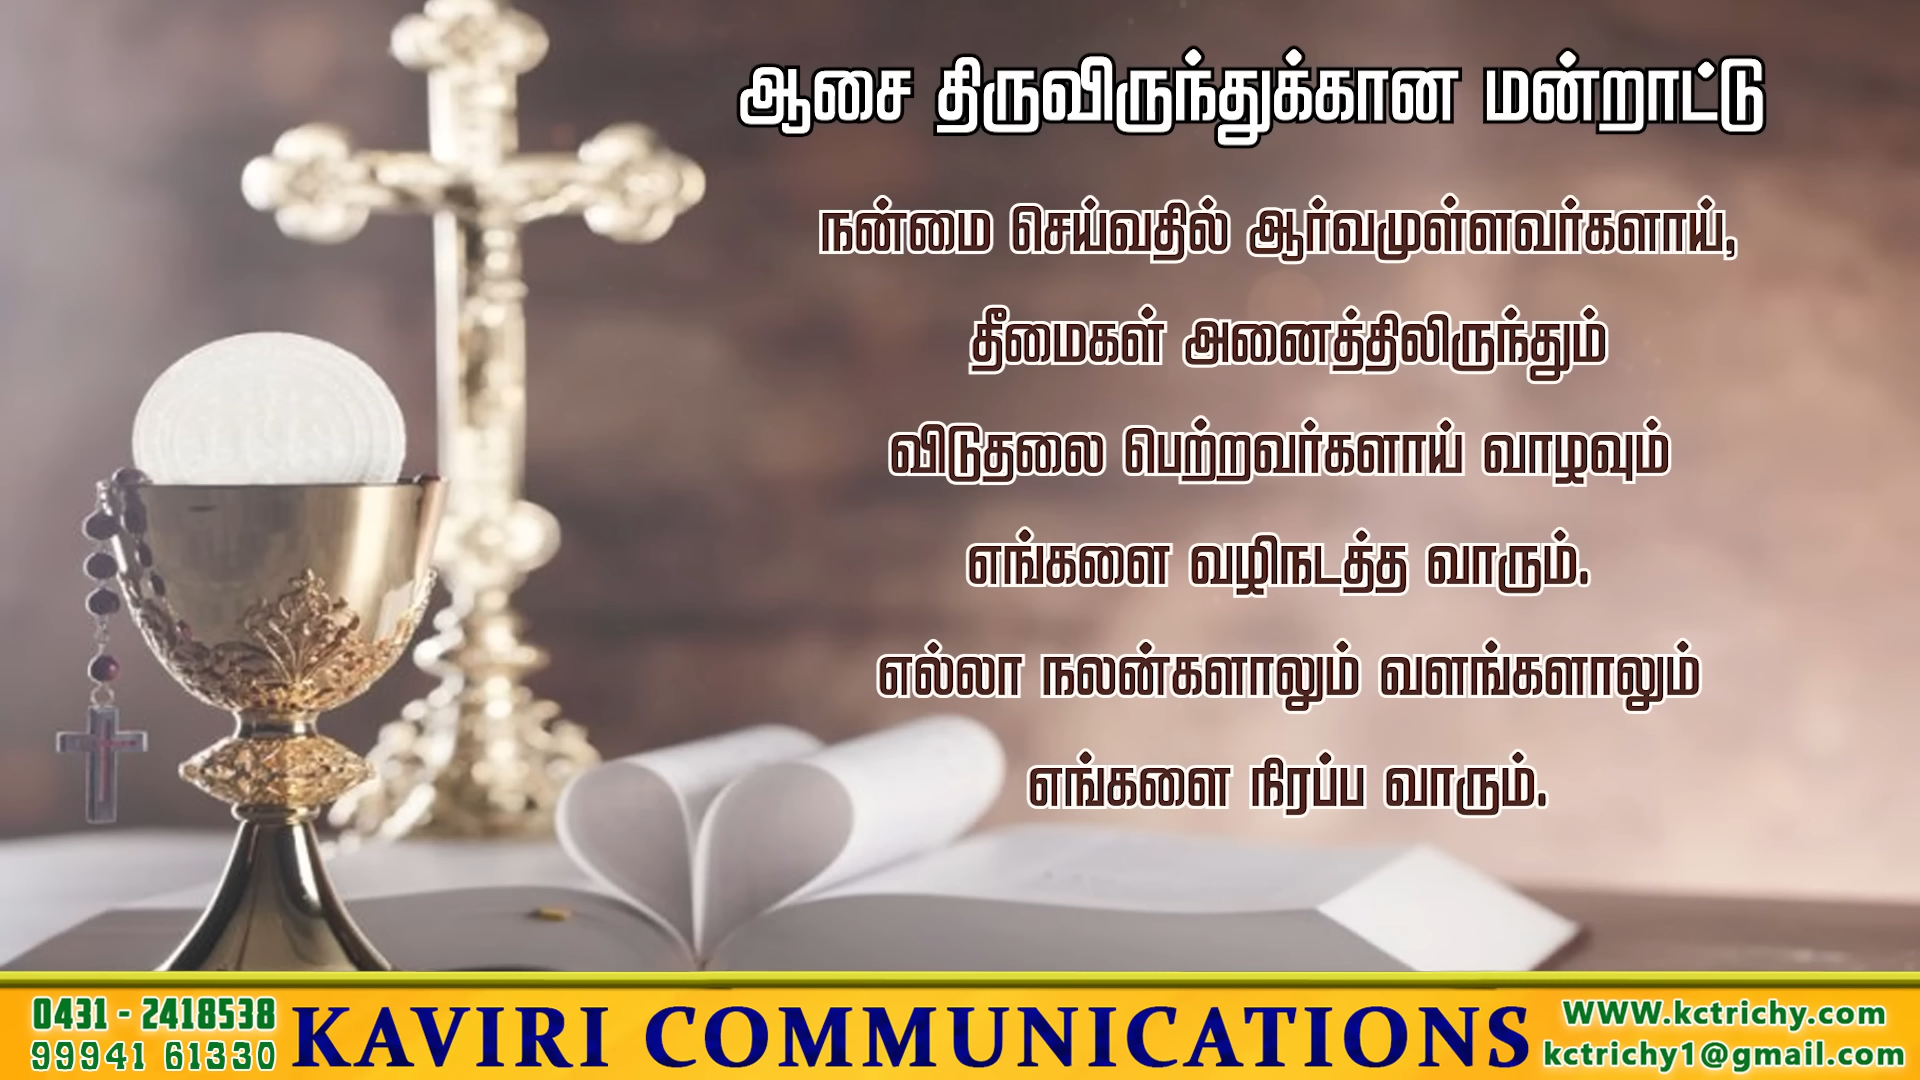 ஆசை திருவிருந்துக்கான மன்றாட்டு
நன்மை செய்வதில் ஆர்வமுள்ளவர்களாய்,
தீமைகள் அனைத்திலிருந்தும்
விடுதலை பெற்றவர்களாய் வாழவும்
எங்களை வழிநடத்த வாரும்.
எல்லா நலன்களாலும் வளங்களாலும்
எங்களை நிரப்ப வாரும்.
0431 - 2418538
99941 61330
KAVIRI COMMUNICATIONS
www.kctrichy.com
kctrichy1@gmail.com